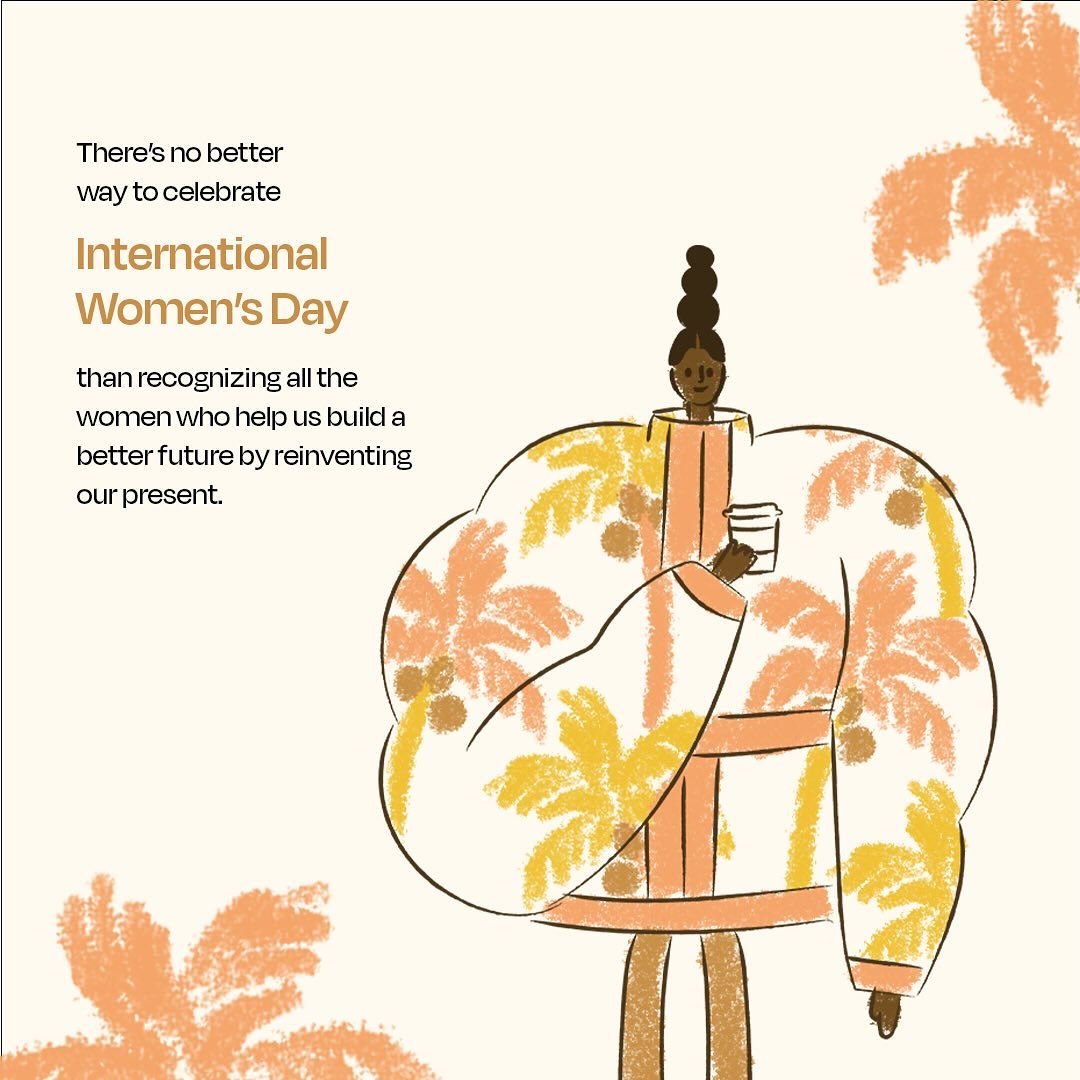 There's no better
way to celebrate
International
Women's Day
than recognizing all the
women who help us build a
better future by reinventing
our present.